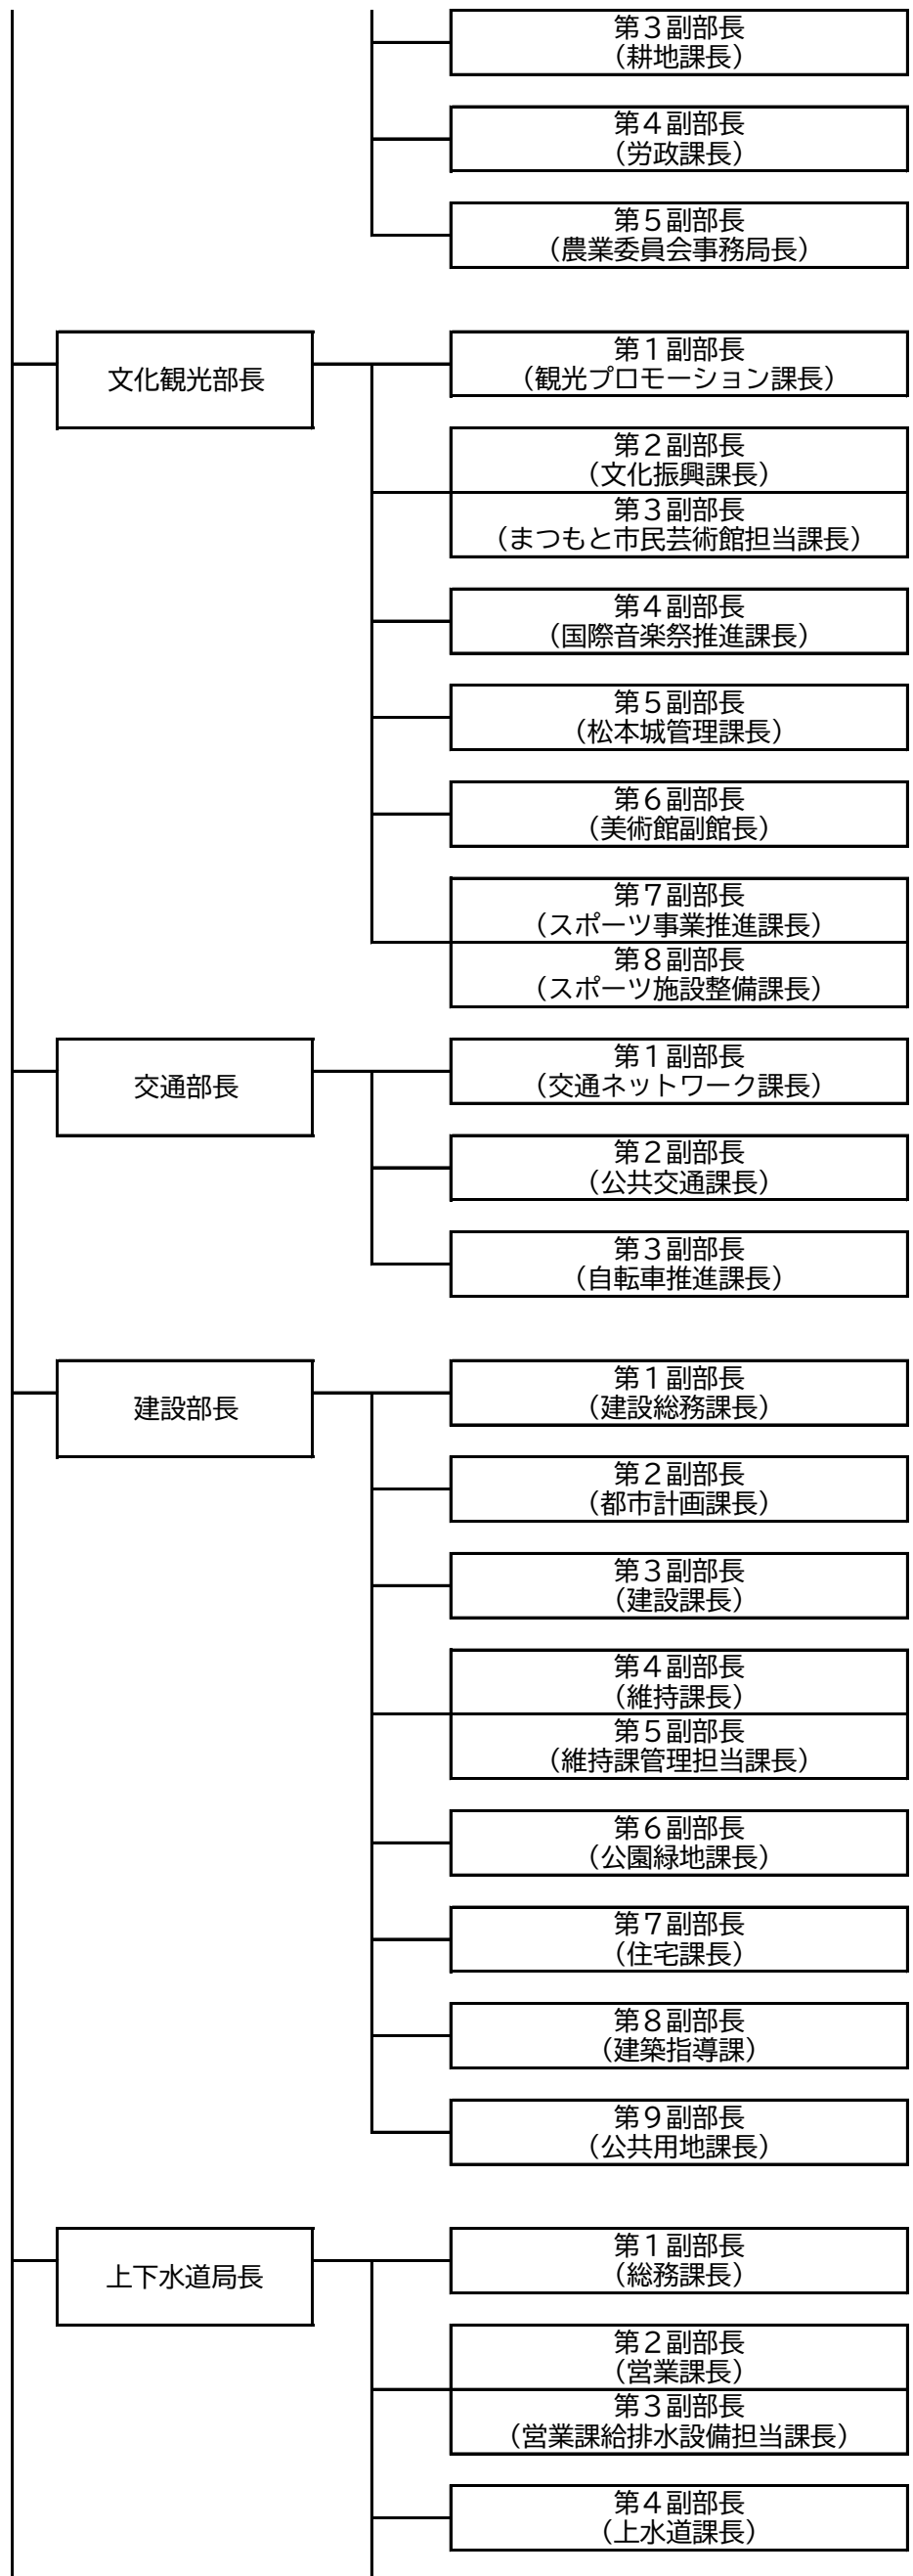 第３副部長
（耕地課長）
第４副部長
（労政課長）
第５副部長
（農業委員会事務局長）
文化観光部長
第１副部長
（観光プロモーション課長）
第２副部長
（文化振興課長）
第３副部長
（まつもと市民芸術館担当課長）
第４副部長
（国際音楽祭推進課長）
第５副部長
（松本城管理課長）
第６副部長
（美術館副館長）
第７副部長
（スポーツ事業推進課長）
第８副部長
（スポーツ施設整備課長）
交通部長
第１副部長
（交通ネットワーク課長）
第２副部長
（公共交通課長）
第３副部長
（自転車推進課長）
建設部長
第１副部長
（建設総務課長）
第２副部長
（都市計画課長）
第３副部長
（建設課長）
第４副部長
（維持課長）
第５副部長
（維持課管理担当課長）
第６副部長
（公園緑地課長）
第７副部長
（住宅課長）
第８副部長
（建築指導課）
第９副部長
（公共用地課長）
上下水道局長
第１副部長
（総務課長）
第２副部長
（営業課長）
第３副部長
（営業課給排水設備担当課長）
第４副部長
（上水道課長）